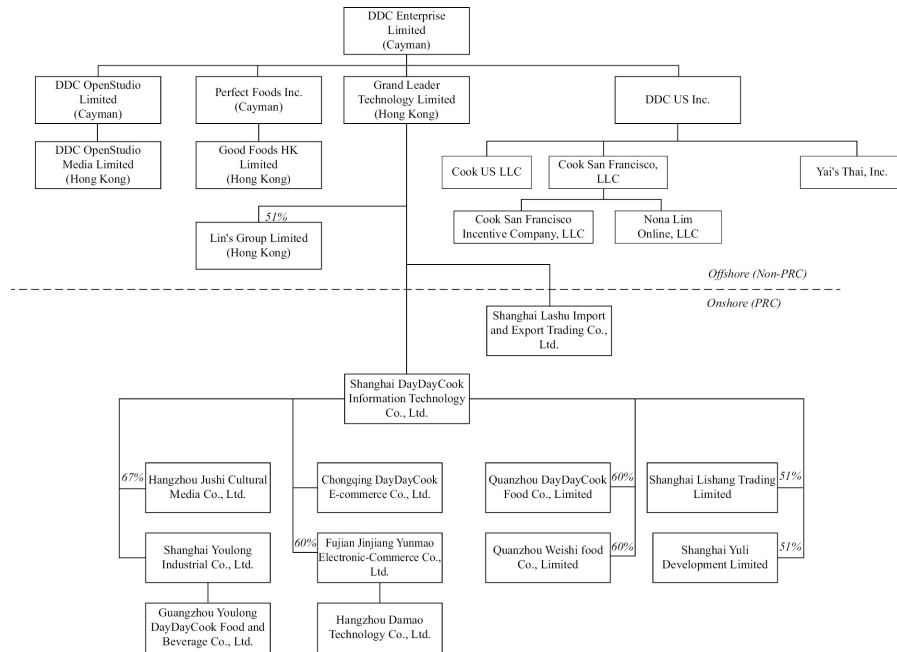 DDC Enterprise
Limited
(Cayman)
DDC OpenStudio
Limited
(Cayman)
Perfect Foods Inc.
(Cayman)
Grand Leader
Technology Limited
(Hong Kong)
DDC US Inc.
DDC OpenStudio
Media Limited
(Hong Kong)
Good Foods HK
Limited
(Hong Kong)
Cook US LLC
Cook San Francisco,
LLC
Yai's Thai, Inc.
51%
Lin's Group Limited
(Hong Kong)
Cook San Francisco
Incentive Company, LLC
Nona Lim
Online, LLC
Offshore (Non-PRC)
Onshore (PRC)
Shanghai Lashu Import
and Export Trading Co.,
Ltd.
Shanghai DayDayCook
Information Technology
Co., Ltd.
67%
Hangzhou Jushi Cultural
Media Co., Ltd.
Chongqing DayDayCook
E-commerce Co., Ltd.
Quanzhou DayDayCook
Food Co., Limited
60%
Shanghai Lishang Trading
Limited
51%
Shanghai Youlong
Industrial Co., Ltd.
60%
Fujian Jinjiang Yunmao
Electronic-Commerce Co.,
Ltd.
Quanzhou Weishi food
Co., Limited
60%
Shanghai Yuli
Development Limited
51%
Guangzhou Youlong
DayDayCook Food and
Beverage Co., Ltd.
Hangzhou Damao
Technology Co., Ltd.